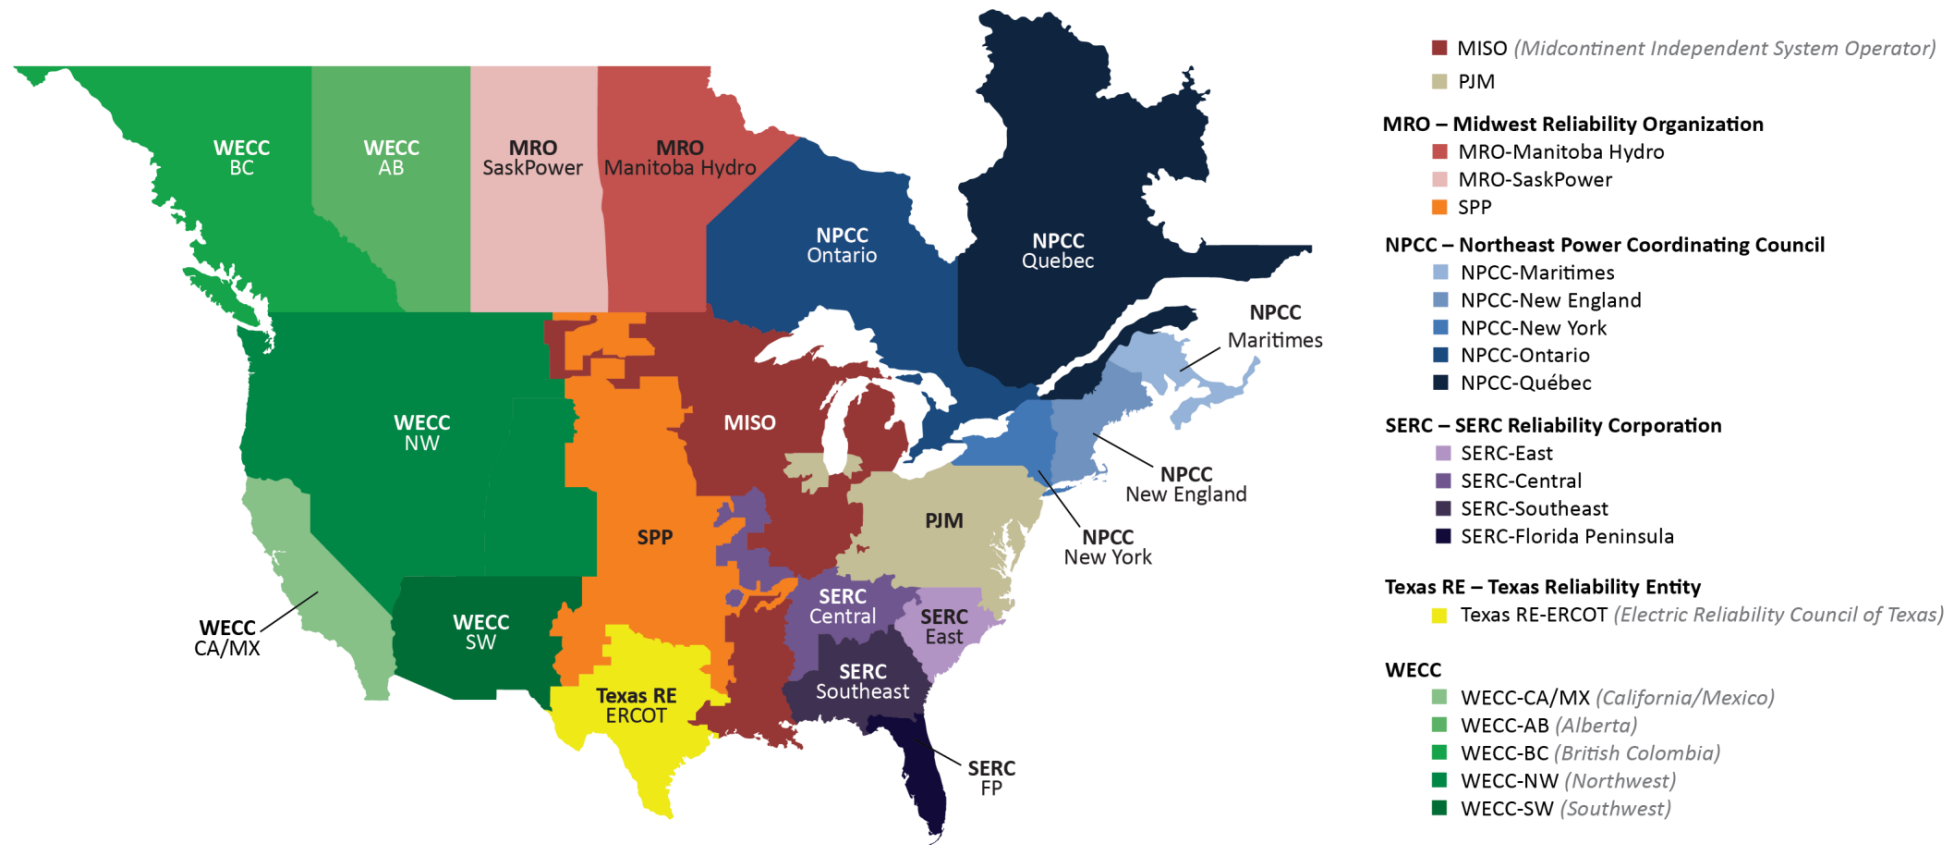 WECC
BC
WECC
AB
MRO
SaskPower
MRO
Manitoba Hydro
NPCC
Ontario
NPCC
Quebec
NPCC
Maritimes
WECC
NW
MISO
NPCC
New England
SPP
PJM
NPCC
New York
WECC
CA/MX
WECC
SW
SERC
Central
SERC
East
SERC
Southeast
Texas RE
ERCOT
SERC
FP
MISO (Midcontinent Independent System Operator)
PJM
MRO – Midwest Reliability Organization
MRO-Manitoba Hydro
MRO-SaskPower
SPP
NPCC – Northeast Power Coordinating Council
NPCC-Maritimes
NPCC-New England
NPCC-New York
NPCC-Ontario
NPCC-Québec
SERC – SERC Reliability Corporation
SERC-East
SERC-Central
SERC-Southeast
SERC-Florida Peninsula
Texas RE – Texas Reliability Entity
Texas RE-ERCOT (Electric Reliability Council of Texas)
WECC
WECC-CA/MX (California/Mexico)
WECC-AB (Alberta)
WECC-BC (British Colombia)
WECC-NW (Northwest)
WECC-SW (Southwest)